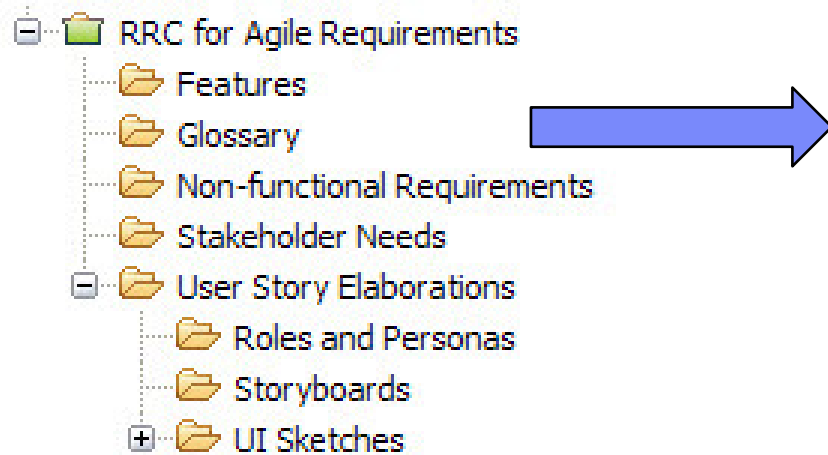 RRC for Agile Requirements
Features
Glossary
Non-functional Requirements
Stakeholder Needs
User Story Elaborations
Roles and Personas
Storyboards
UI Sketches